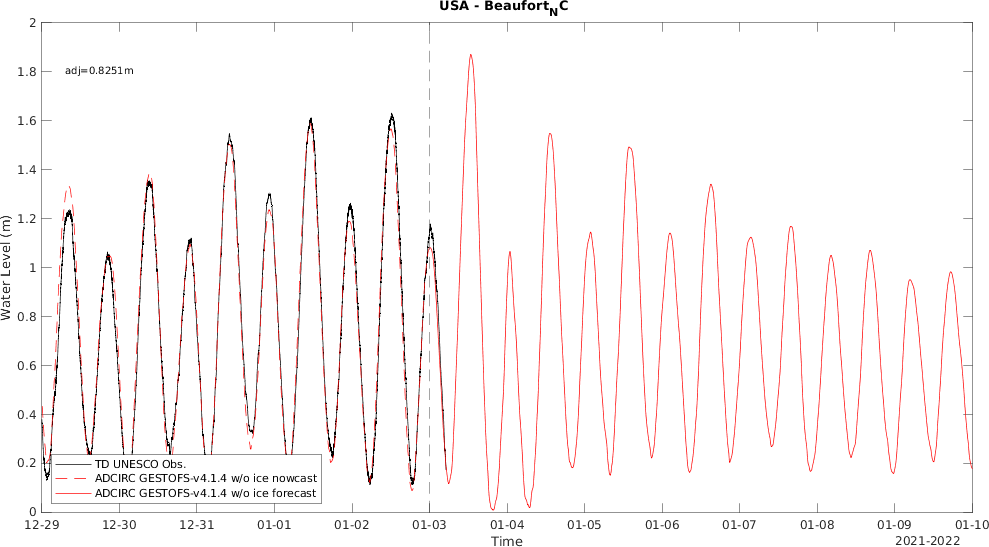 USA - Beaufort_NC
adj=0.8251m
Water Level (m)
2
1.8
1.6
1.4
1.2
1
0.8
0.6
0.4
0.2
0
TD UNESCO Obs.
ADCIRC GESTOFS-v4.1.4 w/o ice nowcast
ADCIRC GESTOFS-v4.1.4 w/o ice forecast
12-29 12-30 12-31 01-01 01-02 01-03 01-04 01-05 01-06 01-07 01-08 01-09 01-10
Time
2021-2022